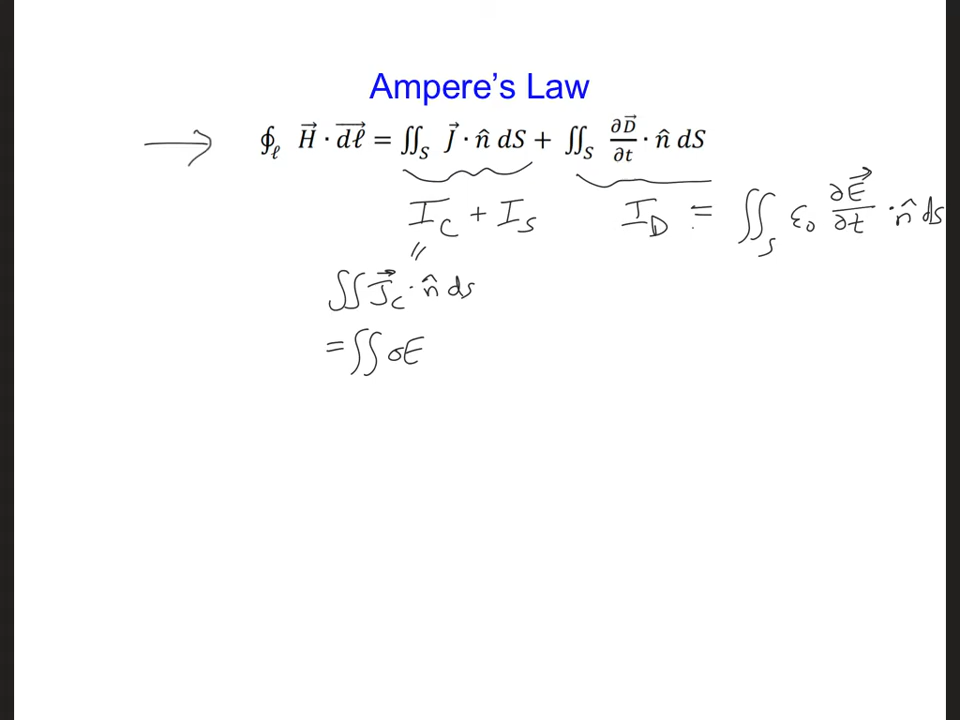 Ampere's Law
→ ∮ℓ H⃗ · dℓ⃗ = ∬S J⃗ · n̂ dS + ∬S ∂D⃗/∂t · n̂ dS
I_C + I_S I_D = ∬S ε₀ ∂E⃗/∂t · n̂ ds
"
∬ J⃗_C · n̂ ds
= ∬ σE